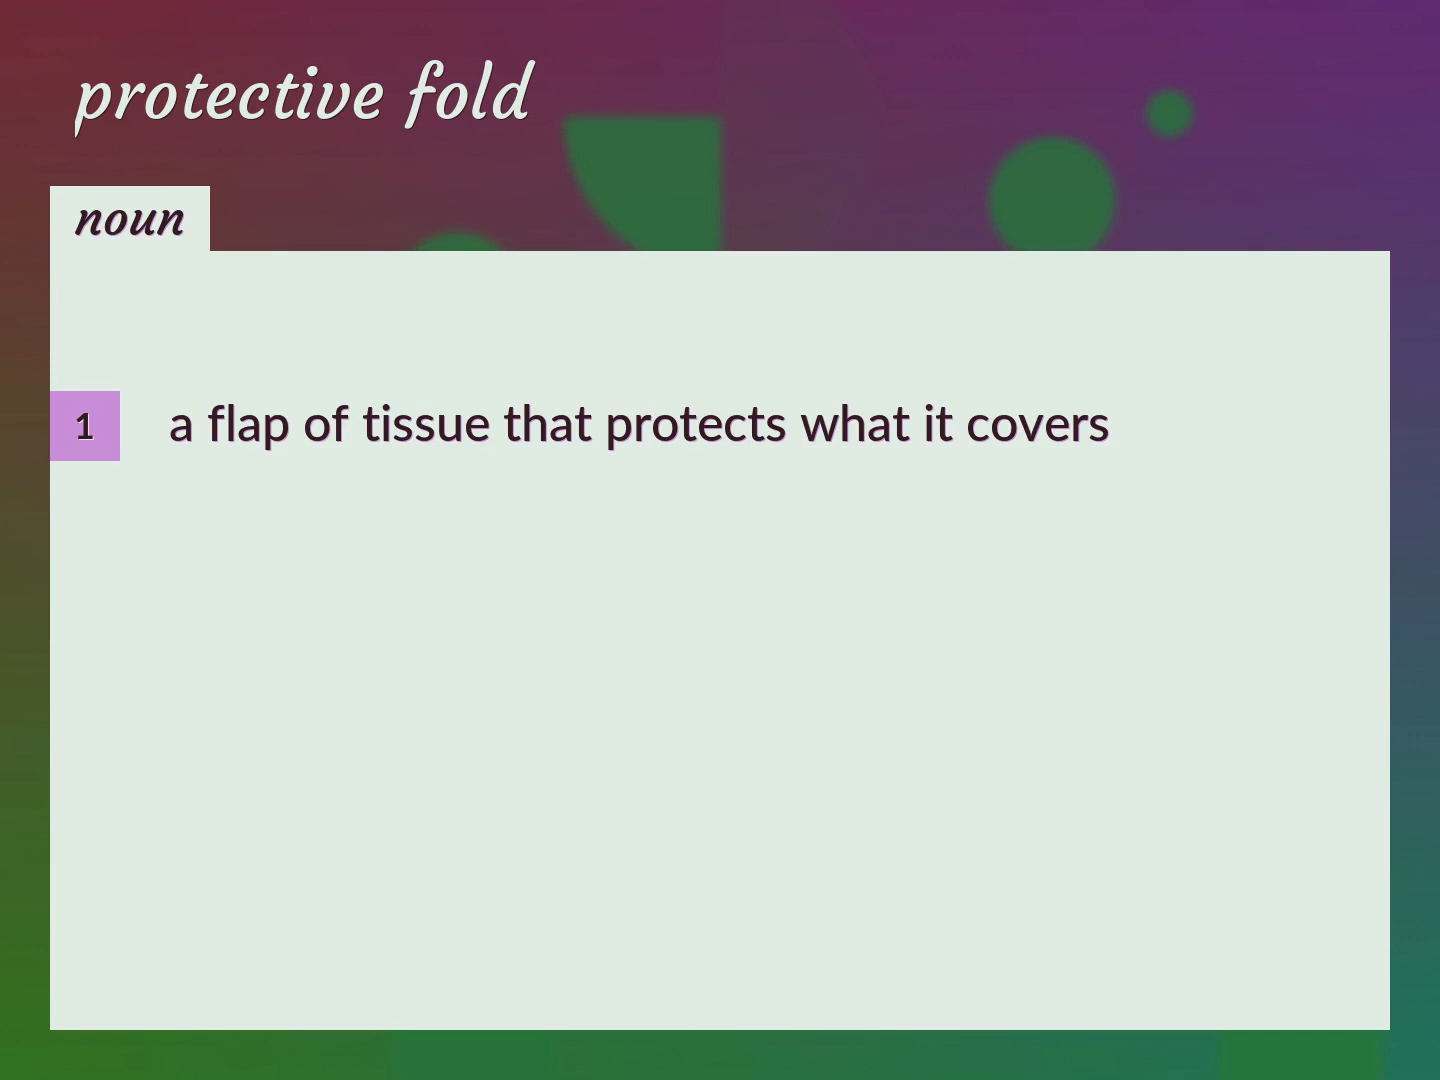 protective fold
noun
1 a flap of tissue that protects what it covers